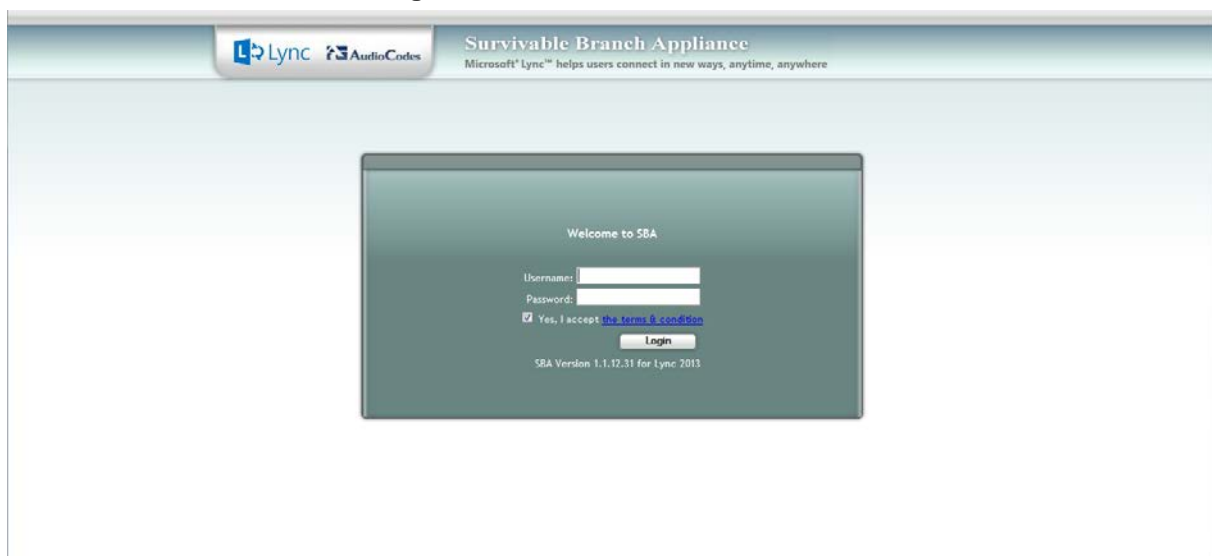 Lync AudioCodes
Survivable Branch Appliance
Microsoft® Lync™ helps users connect in new ways, anytime, anywhere
Welcome to SBA
Username:
Password:
Yes, I accept the terms & condition
Login
SBA Version 1.1.12.31 for Lync 2013